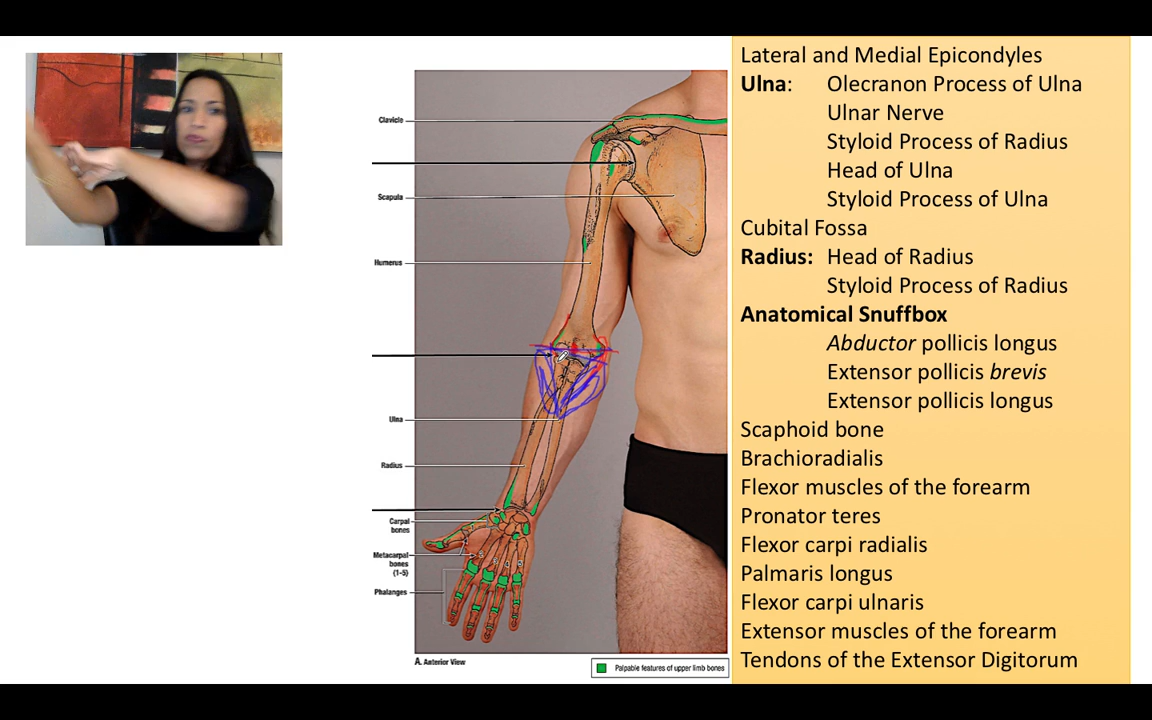 Clavicle
Scapula
Humerus
Ulna
Radius
Carpal
bones
Metacarpal
bones
(1-5)
Phalanges
A. Anterior View
Palpable features of upper limb bones
Lateral and Medial Epicondyles
Ulna: Olecranon Process of Ulna
Ulnar Nerve
Styloid Process of Radius
Head of Ulna
Styloid Process of Ulna
Cubital Fossa
Radius: Head of Radius
Styloid Process of Radius
Anatomical Snuffbox
Abductor pollicis longus
Extensor pollicis brevis
Extensor pollicis longus
Scaphoid bone
Brachioradialis
Flexor muscles of the forearm
Pronator teres
Flexor carpi radialis
Palmaris longus
Flexor carpi ulnaris
Extensor muscles of the forearm
Tendons of the Extensor Digitorum